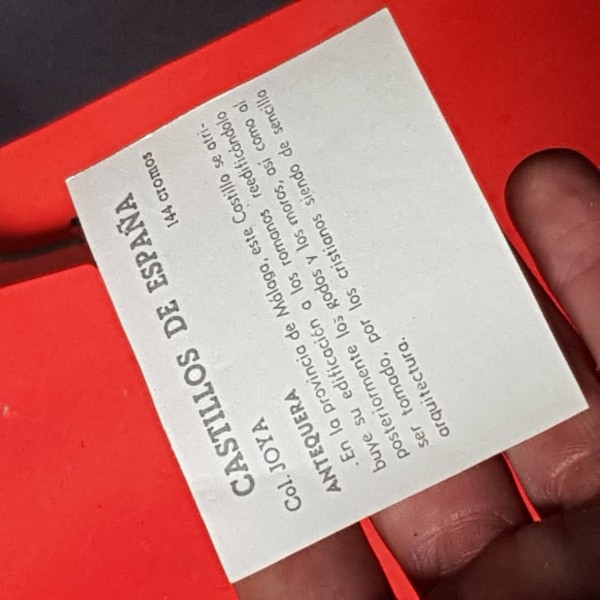 CASTILLOS DE ESPAÑA
Col. JOYA 144 cromos
ANTEQUERA
. En la provincia de Málaga, este Castillo se atri-
buye su edificación a los romanos reedificándolo
posteriormente los godos y los moros, así como al
ser tomado, por los cristianos siendo de sencilla
arquitectura.